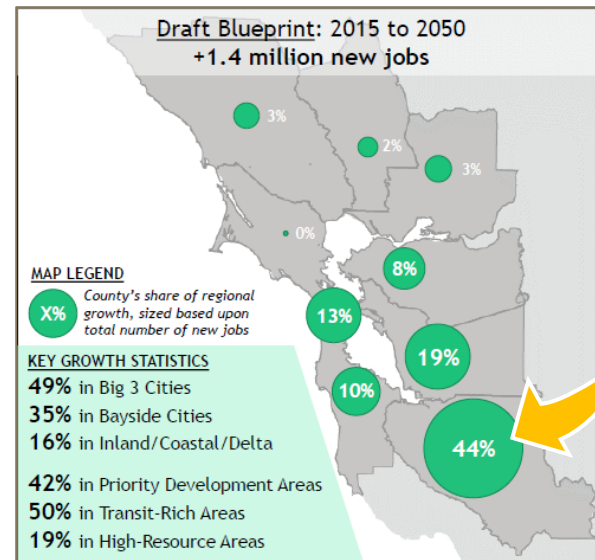 Draft Blueprint: 2015 to 2050
+1.4 million new jobs
3%
2%
3%
0%
8%
MAP LEGEND
X%
County's share of regional
growth, sized based upon
total number of new jobs
13%
19%
10%
44%
KEY GROWTH STATISTICS
49% in Big 3 Cities
35% in Bayside Cities
16% in Inland/Coastal/Delta
42% in Priority Development Areas
50% in Transit-Rich Areas
19% in High-Resource Areas